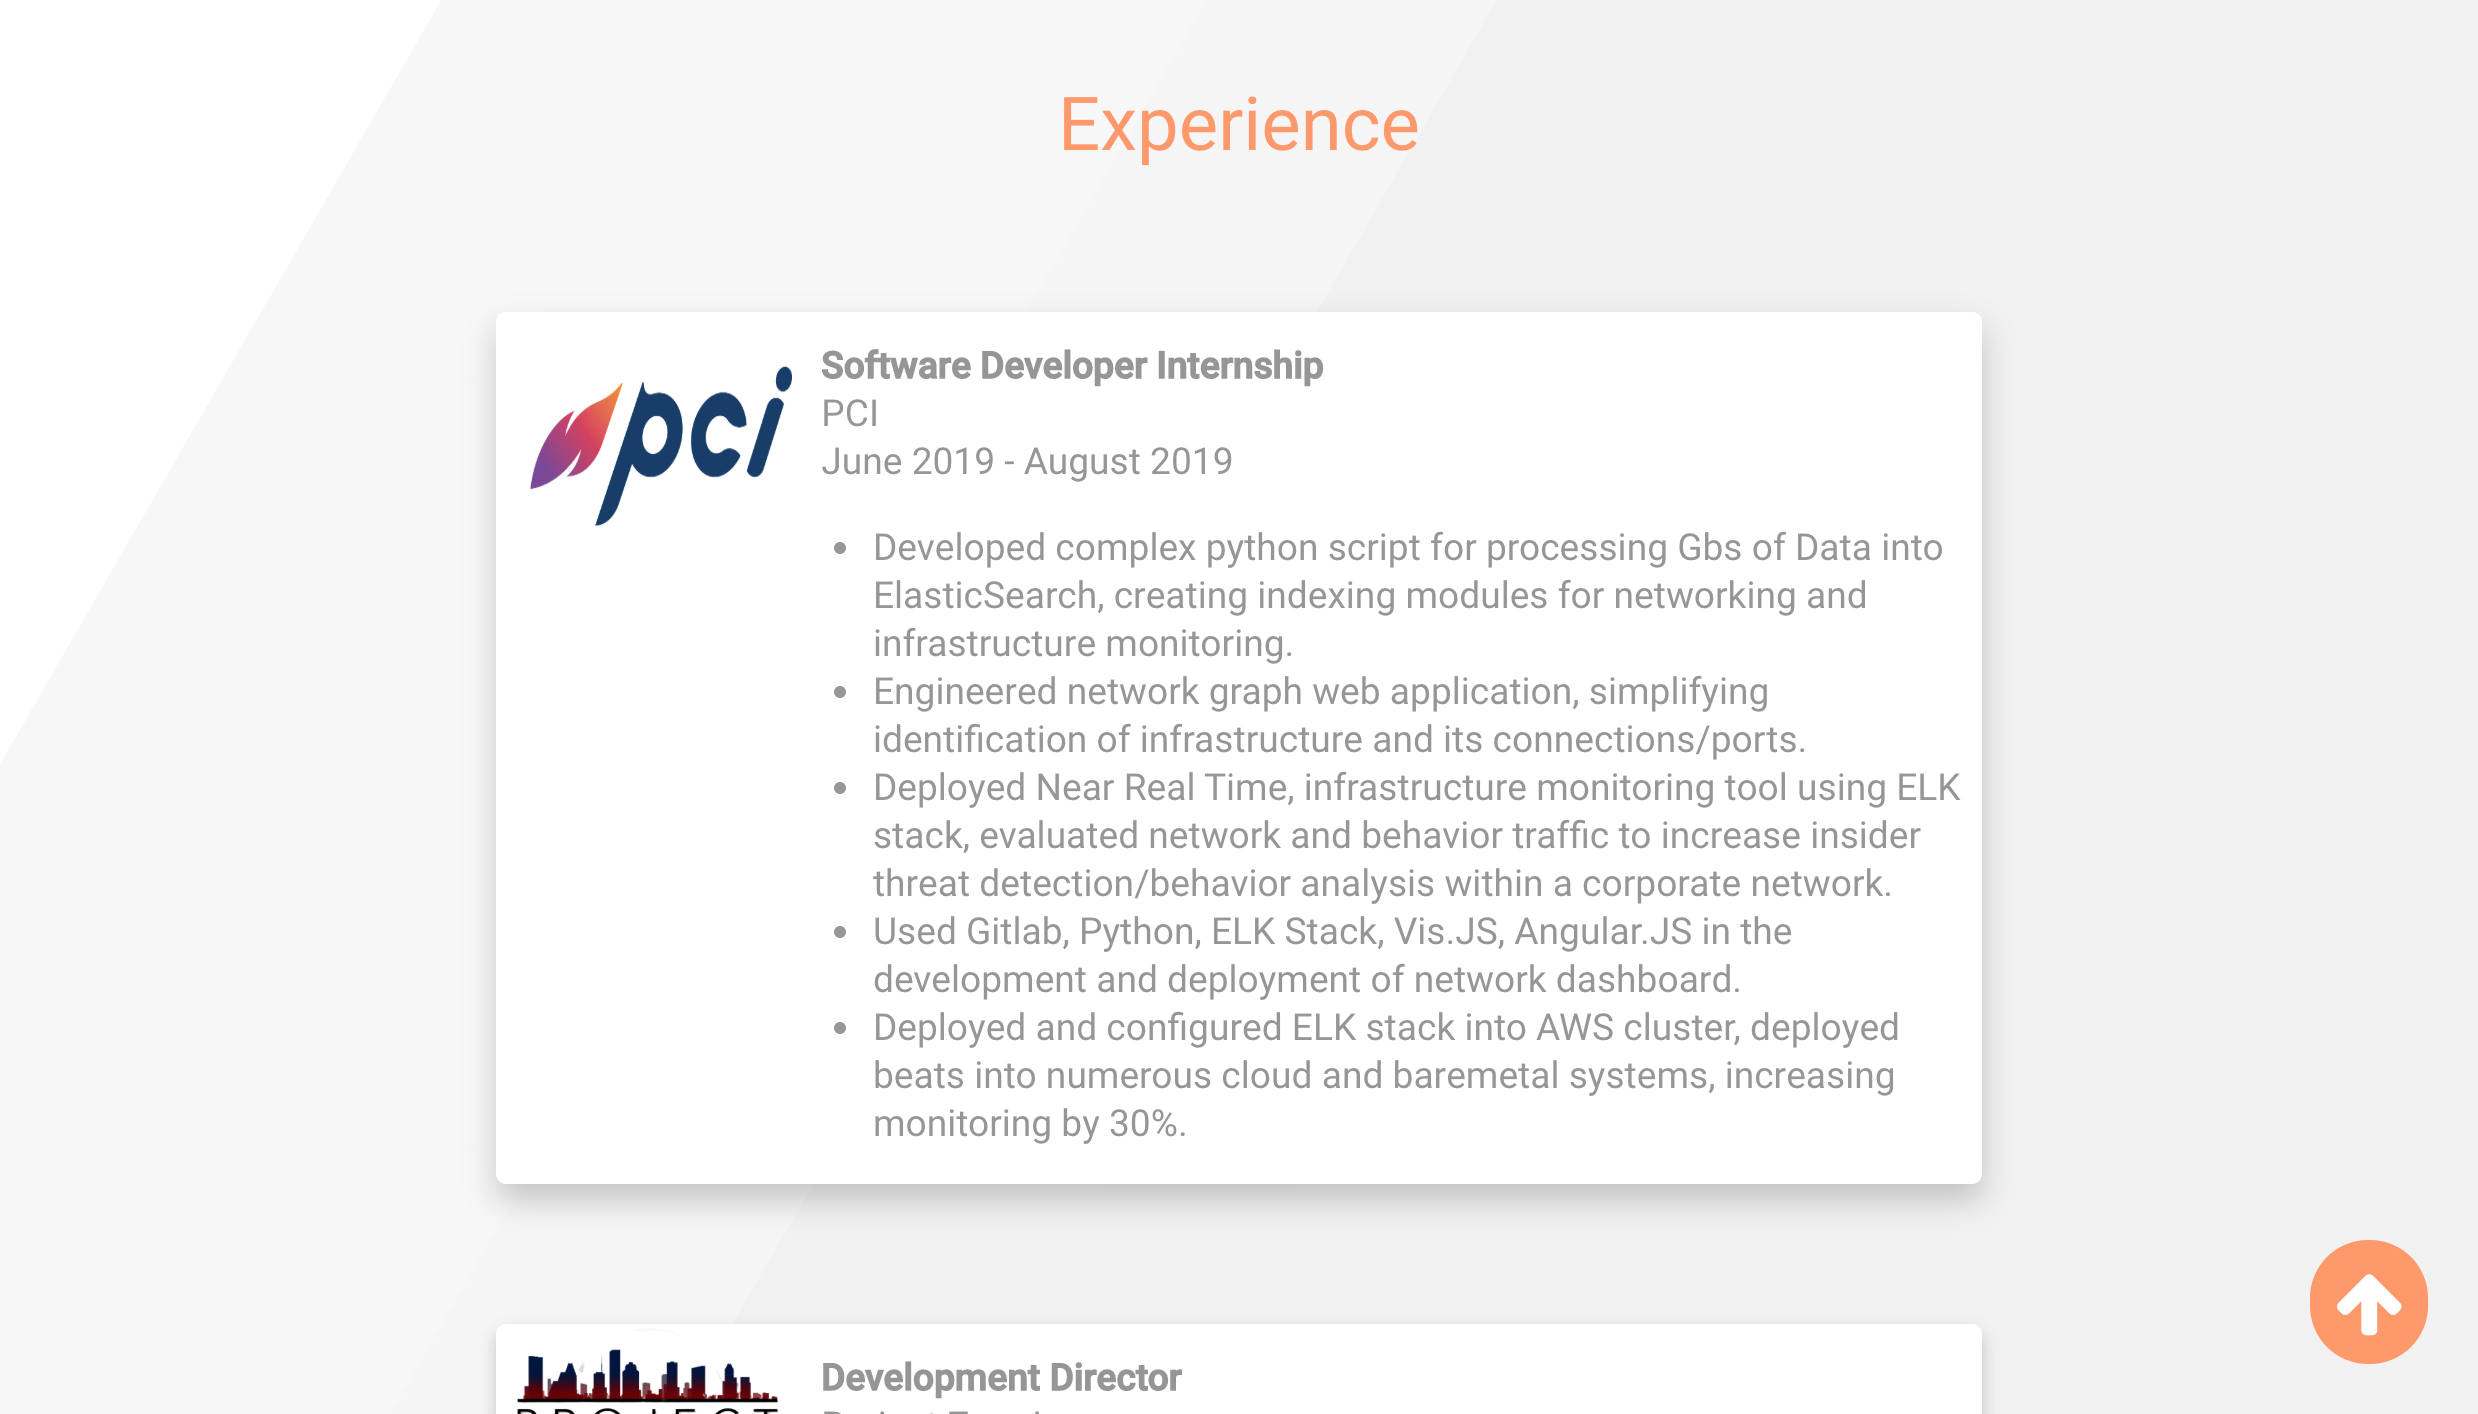 Experience
pci
Software Developer Internship
PCI
June 2019 - August 2019
• Developed complex python script for processing Gbs of Data into
ElasticSearch, creating indexing modules for networking and
infrastructure monitoring.
• Engineered network graph web application, simplifying
identification of infrastructure and its connections/ports.
• Deployed Near Real Time, infrastructure monitoring tool using ELK
stack, evaluated network and behavior traffic to increase insider
threat detection/behavior analysis within a corporate network.
• Used Gitlab, Python, ELK Stack, Vis.JS, Angular.JS in the
development and deployment of network dashboard.
• Deployed and configured ELK stack into AWS cluster, deployed
beats into numerous cloud and baremetal systems, increasing
monitoring by 30%.
Development Director
PROJECT